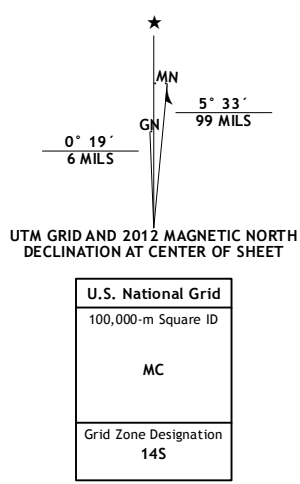 ★
MN
5° 33´
99 MILS
GN
0° 19´
6 MILS
UTM GRID AND 2012 MAGNETIC NORTH
DECLINATION AT CENTER OF SHEET
U.S. National Grid
100,000-m Square ID
MC
Grid Zone Designation
14S